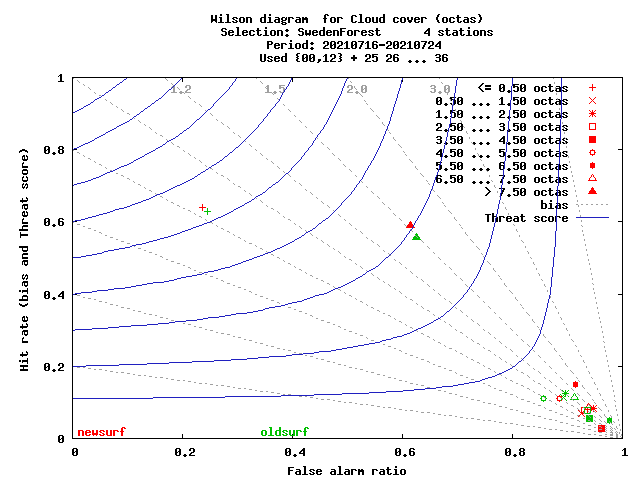 Wilson diagram  for Cloud cover (octas)
Selection: SwedenForest      4 stations
Period: 20210716-20210724
Used {00,12} + 25 26 ... 36
1
0.8
0.6
0.4
0.2
0
Hit rate (bias and Threat score)
1.2
1.5
2.0
3.0
<= 0.50 octas
0.50 ... 1.50 octas
1.50 ... 2.50 octas
2.50 ... 3.50 octas
3.50 ... 4.50 octas
4.50 ... 5.50 octas
5.50 ... 6.50 octas
6.50 ... 7.50 octas
> 7.50 octas
bias
Threat score
newsurf
oldsurf
0 0.2 0.4 0.6 0.8 1
False alarm ratio